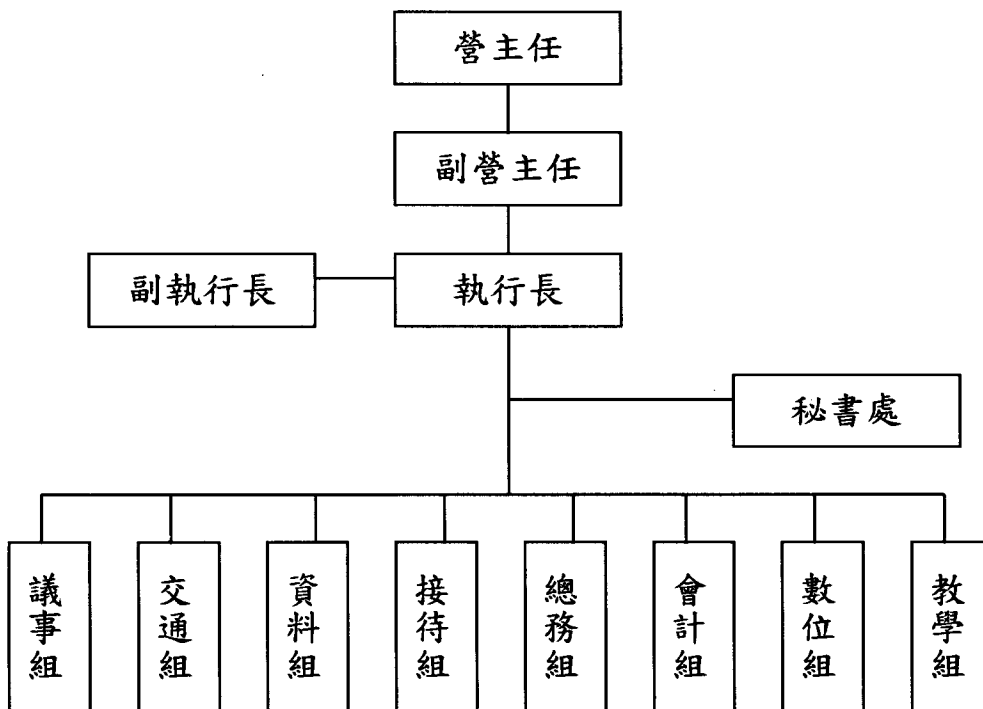 營主任
副營主任
副執行長
執行長
秘書處
議事組
交通組
資料組
接待組
總務組
會計組
數位組
教學組